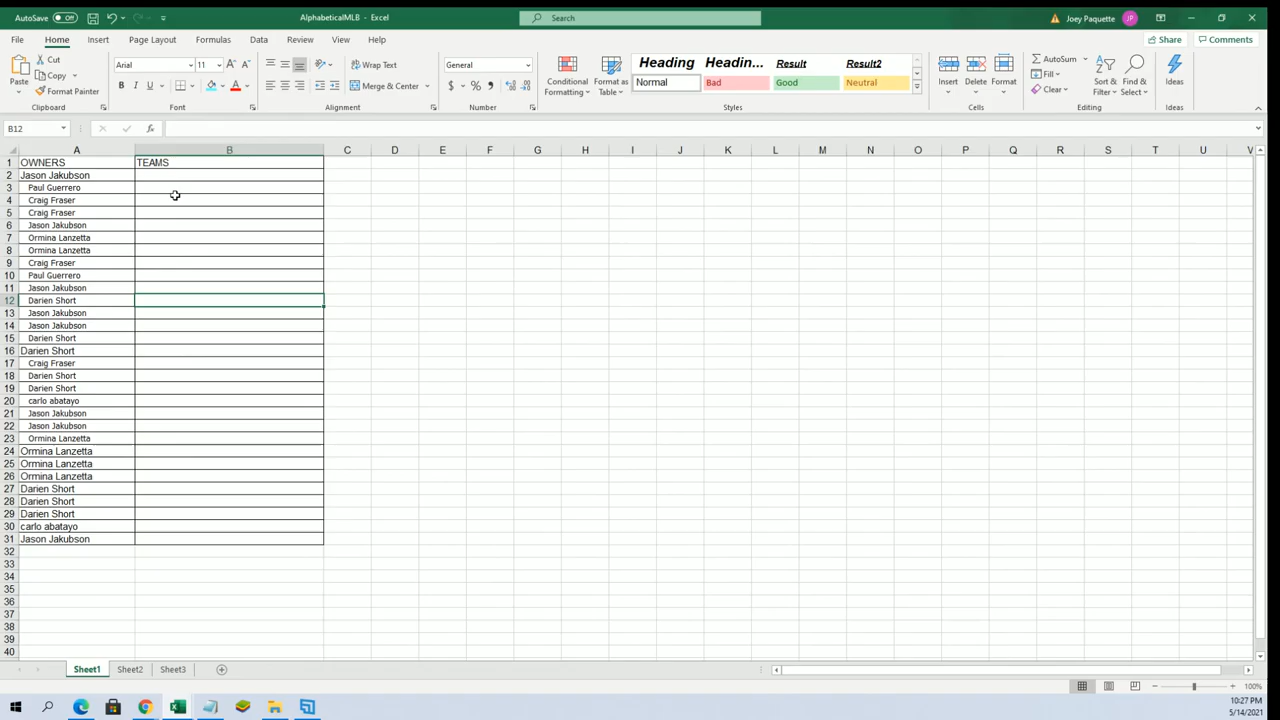 AutoSave Off AlphabeticalMLB - Excel Search Joey Paquette JP
File Home Insert Page Layout Formulas Data Review View Help Share Comments
Paste Cut Copy Format Painter Clipboard
Arial 11 A A B I U A Font
Wrap Text Merge & Center Alignment
General $ % , Number
Conditional Formatting Format as Table
Heading Headin... Result Result2
Normal Bad Good Neutral
Styles
Insert Delete Format Cells
AutoSum Fill Clear Sort & Filter Find & Select Editing
Ideas Ideas
B12 fx
A B C D E F G H I J K L M N O P Q R S T U V
1 OWNERS TEAMS
2 Jason Jakubson
3 Paul Guerrero
4 Craig Fraser
5 Craig Fraser
6 Jason Jakubson
7 Ormina Lanzetta
8 Ormina Lanzetta
9 Craig Fraser
10 Paul Guerrero
11 Jason Jakubson
12 Darien Short
13 Jason Jakubson
14 Jason Jakubson
15 Darien Short
16 Darien Short
17 Craig Fraser
18 Darien Short
19 Darien Short
20 carlo abatayo
21 Jason Jakubson
22 Jason Jakubson
23 Ormina Lanzetta
24 Ormina Lanzetta
25 Ormina Lanzetta
26 Ormina Lanzetta
27 Darien Short
28 Darien Short
29 Darien Short
30 carlo abatayo
31 Jason Jakubson
32
33
34
35
36
37
38
39
40
Sheet1 Sheet2 Sheet3
100%
10:27 PM
5/14/2021